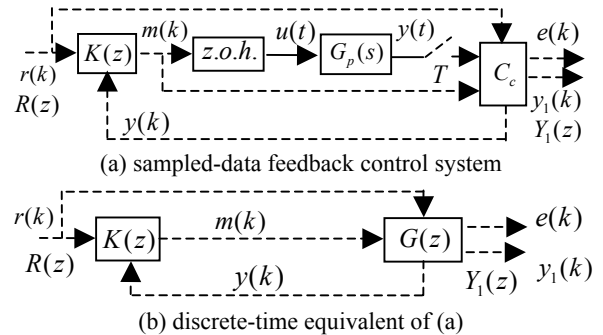 r(k)
R(z)
K(z)
m(k)
z.o.h.
u(t)
G_p(s)
y(t)
T
C_c
e(k)
y_1(k)
Y_1(z)
y(k)
(a) sampled-data feedback control system
r(k)
R(z)
K(z)
m(k)
G(z)
e(k)
Y_1(z)
y_1(k)
y(k)
(b) discrete-time equivalent of (a)